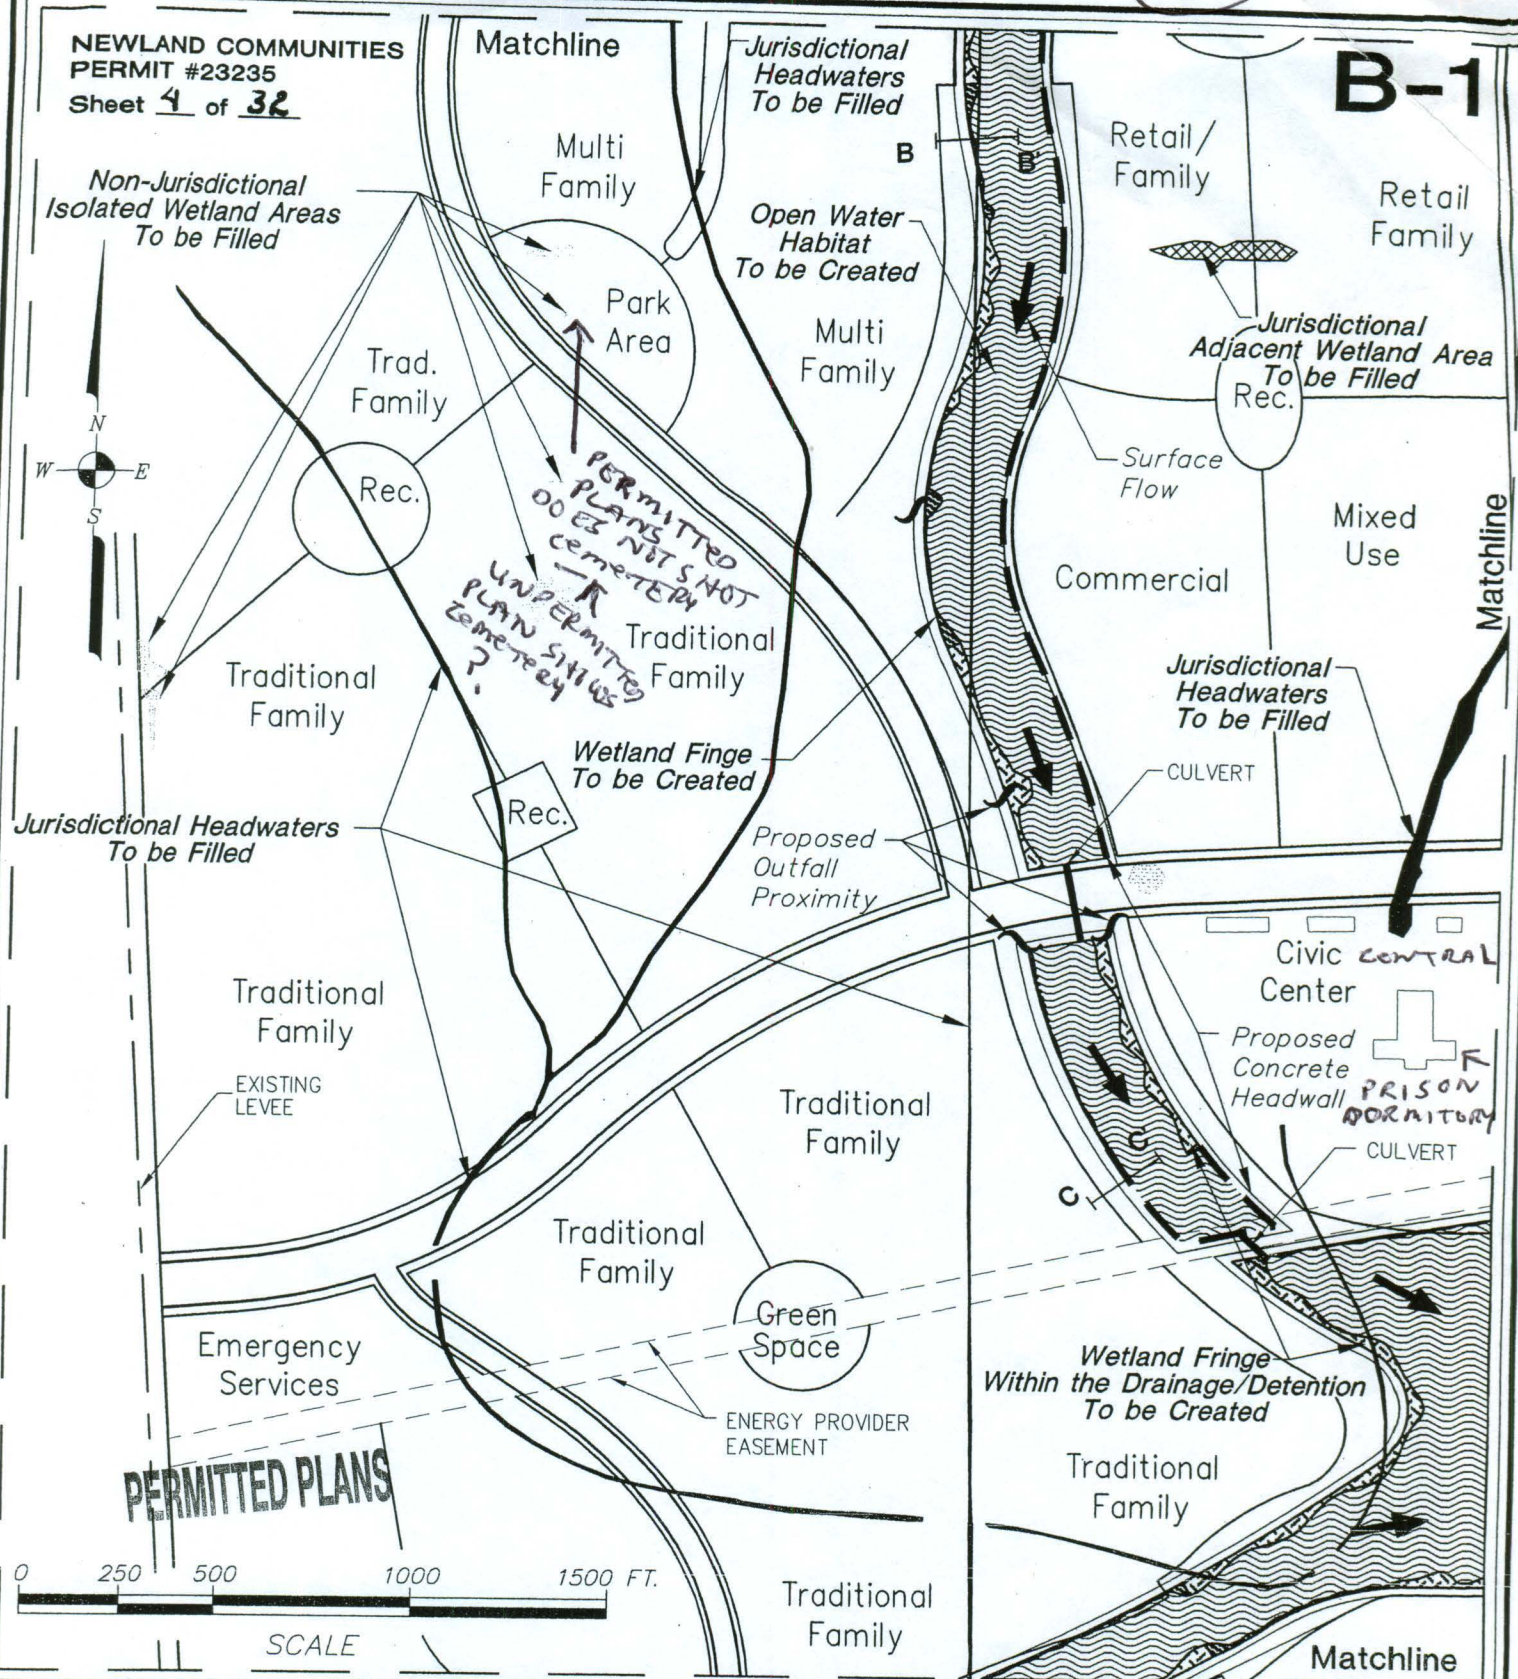 NEWLAND COMMUNITIES
PERMIT #23235
Sheet 4 of 32
Matchline
Jurisdictional
Headwaters
To be Filled
B-1
Non-Jurisdictional
Isolated Wetland Areas
To be Filled
Multi
Family
B
B'
Retail/
Family
Retail
Family
Open Water
Habitat
To be Created
Park
Area
Multi
Family
Jurisdictional
Adjacent Wetland Area
To be Filled
Rec.
Trad.
Family
N
W E
S
Rec.
Surface
Flow
Mixed
Use
Matchline
PERMITTED
PLANS
DOES NOT SHOT
CEMETERY
UNPERMITTED
PLAN SHOWS
CEMETERY
?
Commercial
Traditional
Family
Traditional
Family
Jurisdictional
Headwaters
To be Filled
Wetland Finge
To be Created
CULVERT
Rec.
Jurisdictional Headwaters
To be Filled
Proposed
Outfall
Proximity
Civic CENTRAL
Center
Traditional
Family
Proposed
Concrete
Headwall
PRISON
DORMITORY
EXISTING
LEVEE
Traditional
Family
CULVERT
C'
C
Traditional
Family
Green
Space
Emergency
Services
Wetland Fringe
Within the Drainage/Detention
To be Created
ENERGY PROVIDER
EASEMENT
PERMITTED PLANS
Traditional
Family
0 250 500 1000 1500 FT.
SCALE
Traditional
Family
Matchline